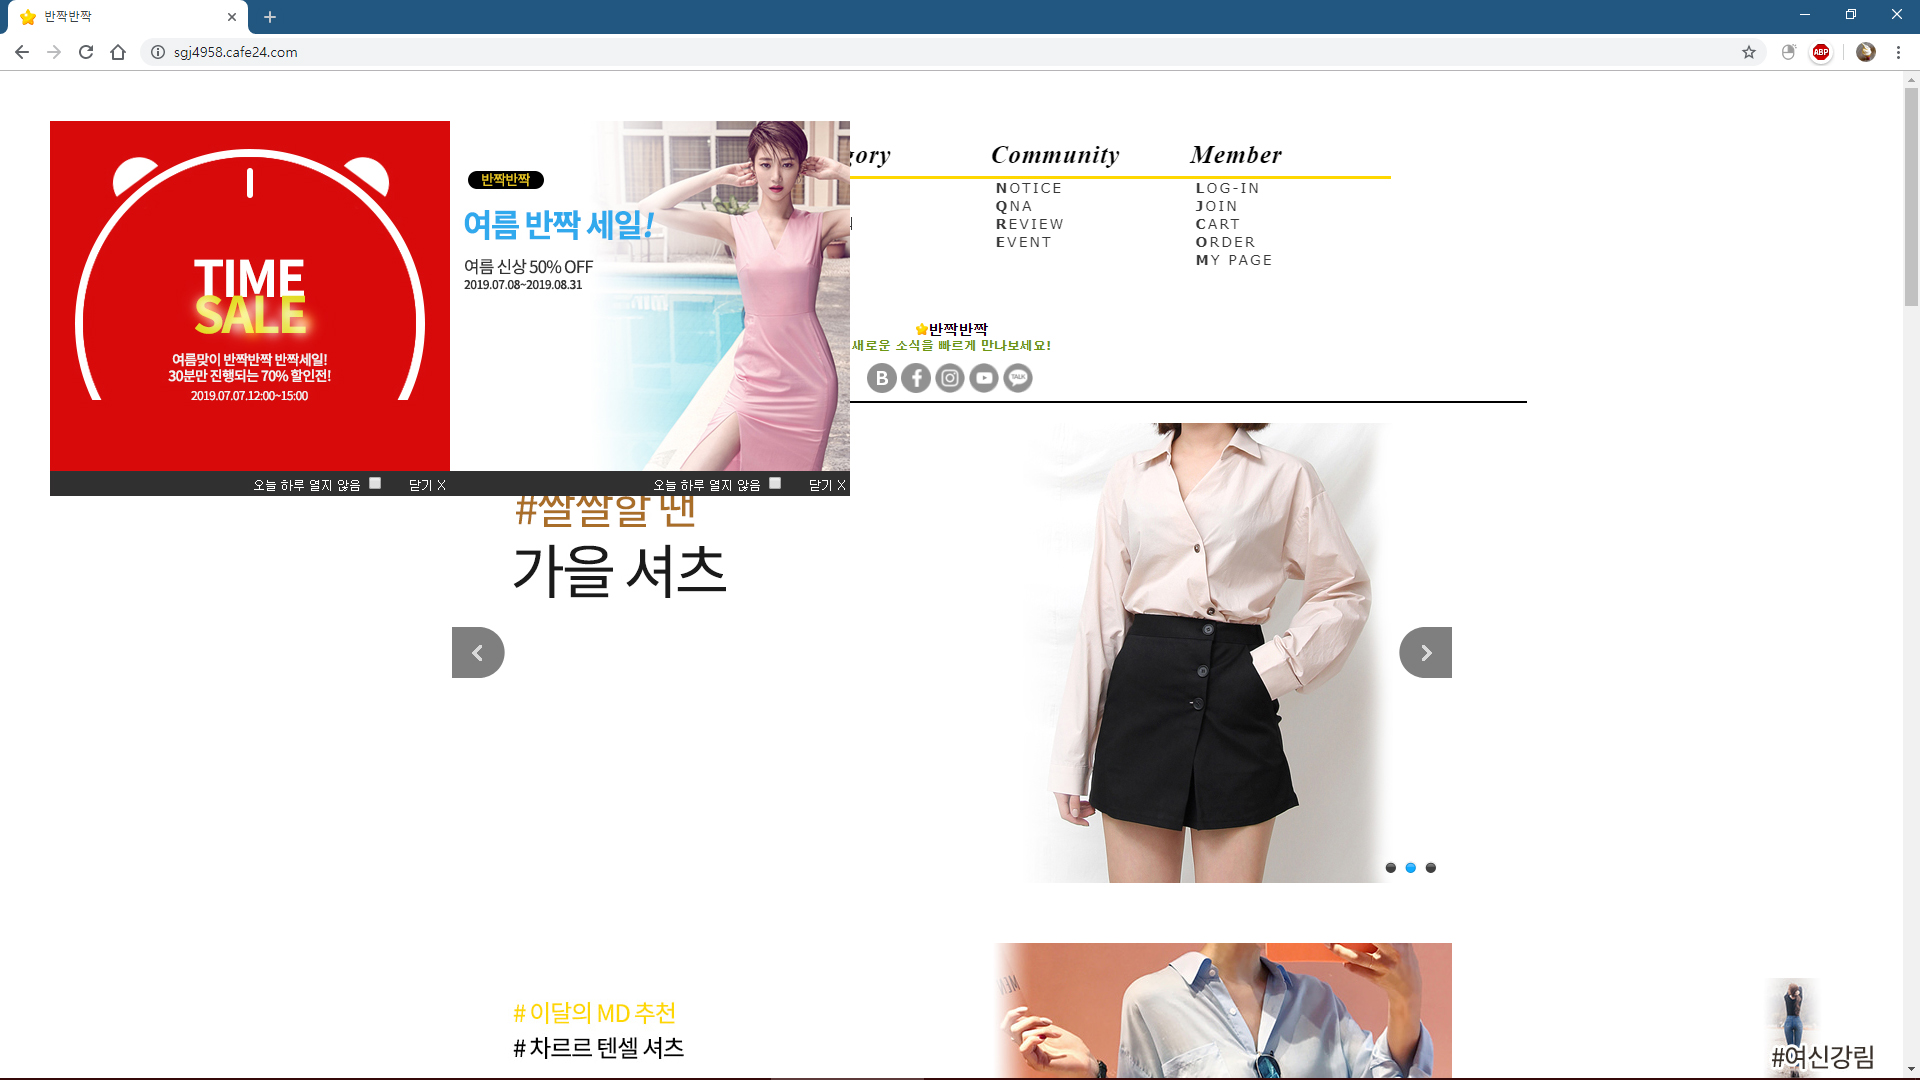 반짝반짝
sgj4958.cafe24.com
ABP
TIME
SALE
여름맞이 반짝반짝 반짝세일!
30분만 진행되는 70% 할인전!
2019.07.07.12:00~15:00
오늘 하루 열지 않음
닫기 X
반짝반짝
여름 반짝 세일!
여름 신상 50% OFF
2019.07.08~2019.08.31
오늘 하루 열지 않음
닫기 X
gory
Community
NOTICE
QNA
REVIEW
EVENT
Member
LOG-IN
JOIN
CART
ORDER
MY PAGE
반짝반짝
새로운 소식을 빠르게 만나보세요!
B
TALK
#쌀쌀할 땐
가을 셔츠
# 이달의 MD 추천
# 차르르 텐셀 셔츠
#여신강림